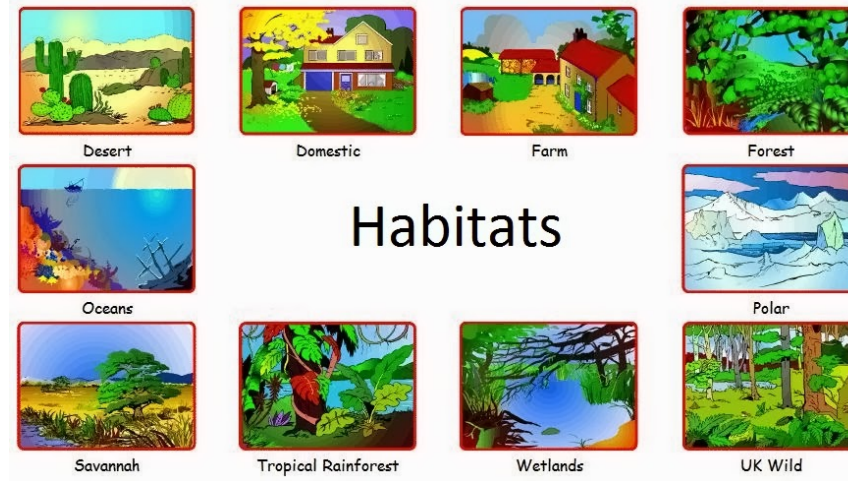 Desert
Domestic
Farm
Forest
Habitats
Oceans
Polar
Savannah
Tropical Rainforest
Wetlands
UK Wild